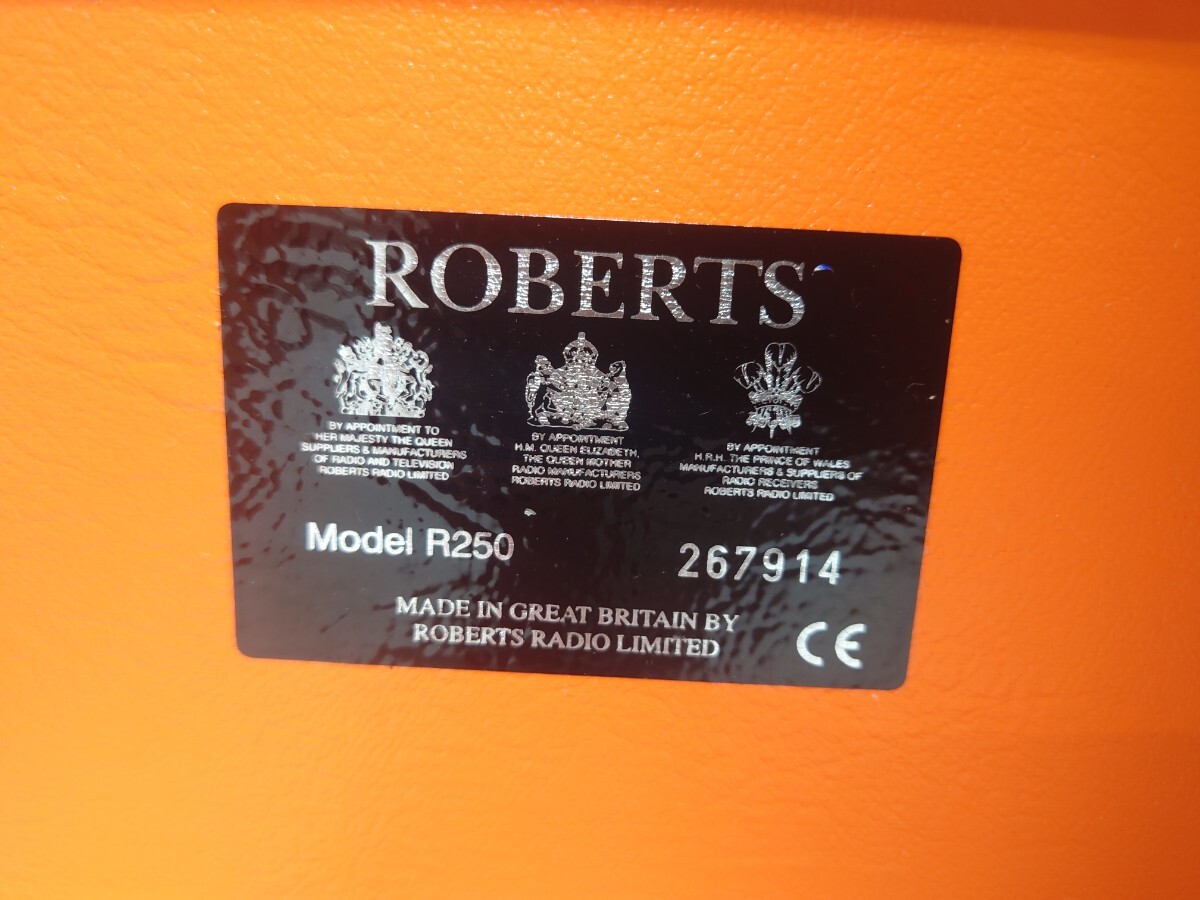 ROBERTS
BY APPOINTMENT TO
HER MAJESTY THE QUEEN
SUPPLIERS & MANUFACTURERS
OF RADIO AND TELEVISION
ROBERTS RADIO LIMITED
BY APPOINTMENT
H.M. QUEEN ELIZABETH,
THE QUEEN MOTHER
RADIO MANUFACTURERS
ROBERTS RADIO LIMITED
BY APPOINTMENT
H.R.H. THE PRINCE OF WALES
MANUFACTURERS & SUPPLIERS OF
RADIO RECEIVERS
ROBERTS RADIO LIMITED
Model R250
267914
MADE IN GREAT BRITAIN BY
ROBERTS RADIO LIMITED
CE